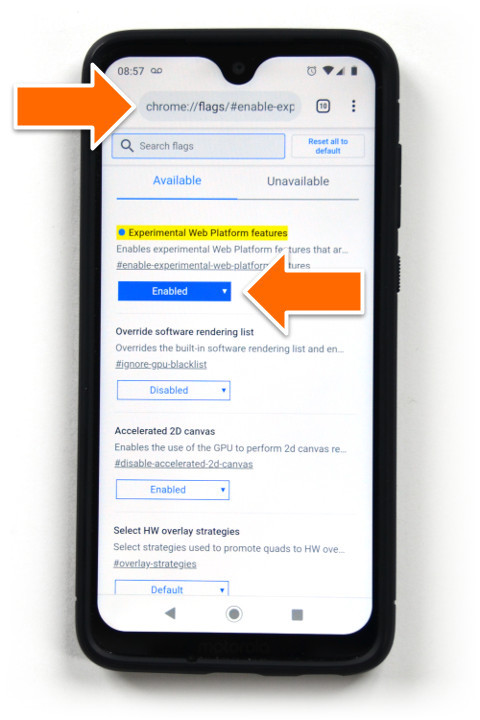 08:57
chrome://flags/#enable-exp
10
Search flags
Reset all to
default
Available
Unavailable
Experimental Web Platform features
Enables experimental Web Platform features that ar...
#enable-experimental-web-platform-features
Enabled
Override software rendering list
Overrides the built-in software rendering list and en...
#ignore-gpu-blacklist
Disabled
Accelerated 2D canvas
Enables the use of the GPU to perform 2d canvas re...
#disable-accelerated-2d-canvas
Enabled
Select HW overlay strategies
Select strategies used to promote quads to HW ove...
#overlay-strategies
Default